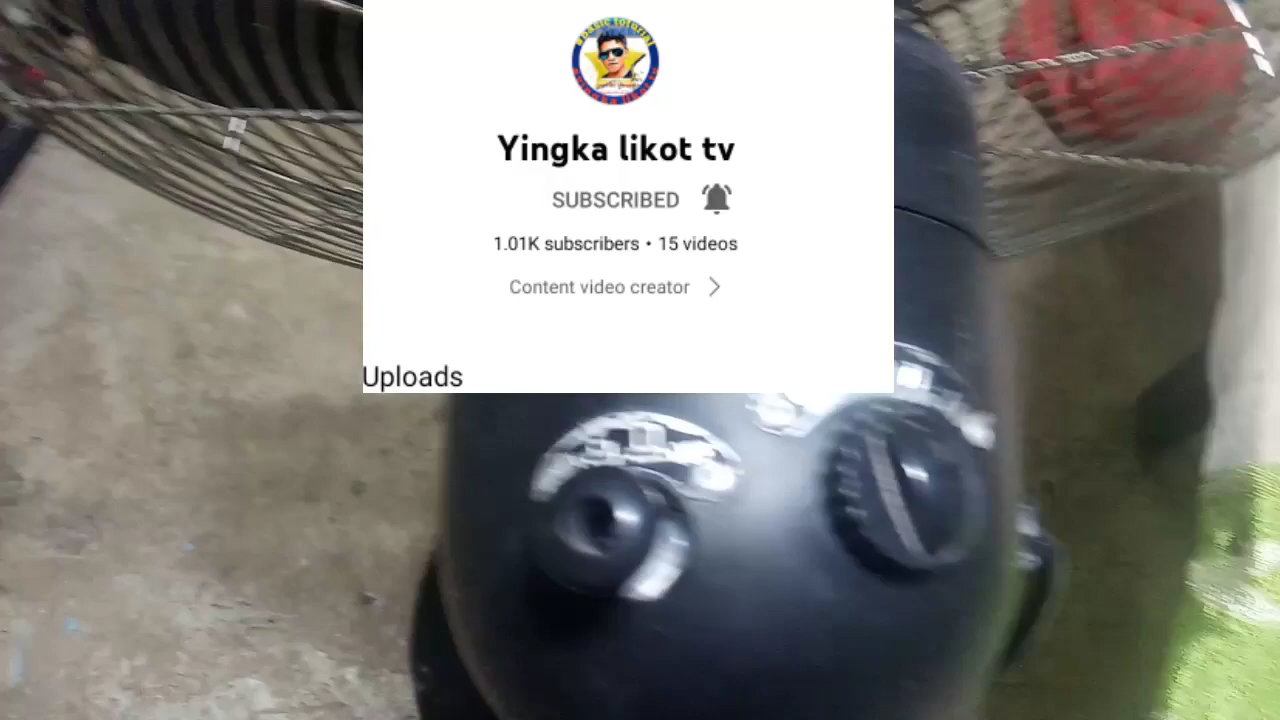 Yingka likot tv
SUBSCRIBED
1.01K subscribers • 15 videos
Content video creator
Uploads